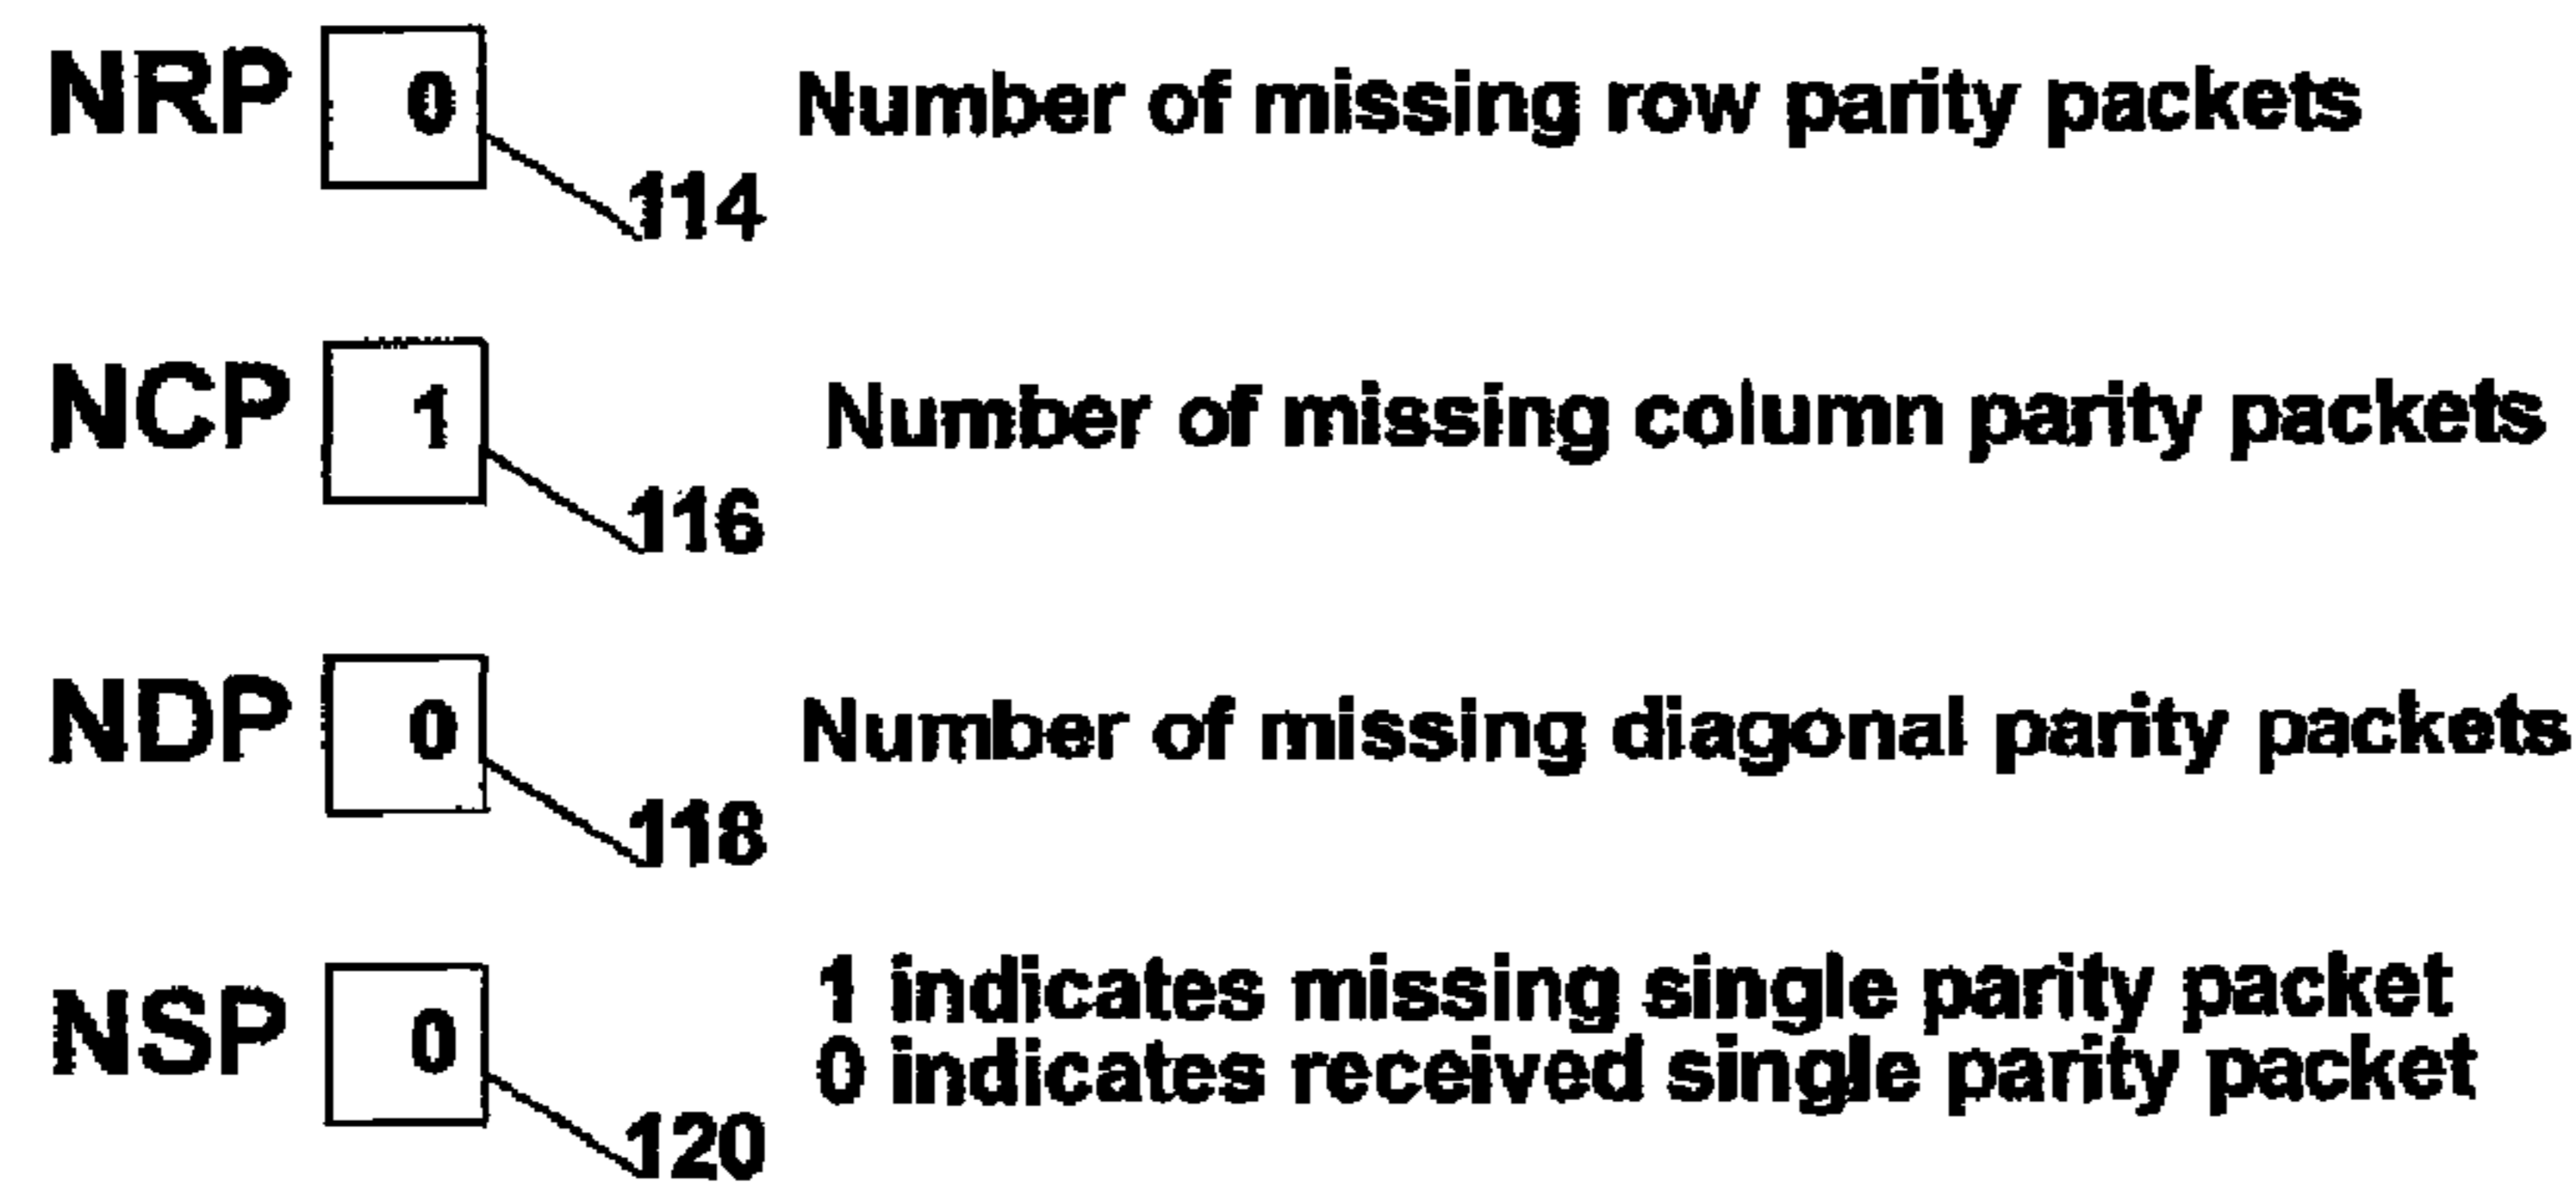 NRP 0 Number of missing row parity packets
114
NCP 1 Number of missing column parity packets
116
NDP 0 Number of missing diagonal parity packets
118
NSP 0 1 indicates missing single parity packet
0 indicates received single parity packet
120